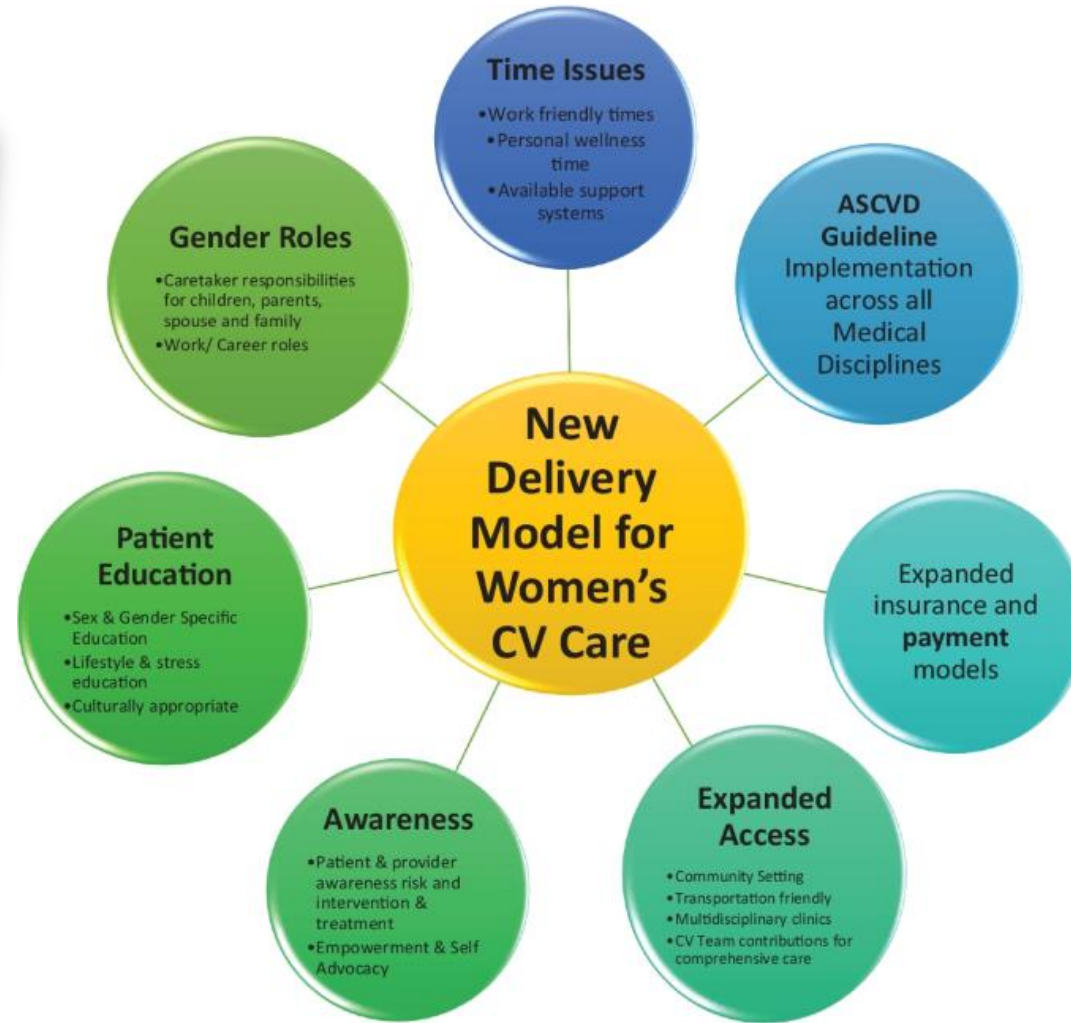 Time Issues
•Work friendly times
•Personal wellness
time
•Available support
systems
ASCVD
Guideline
Implementation
across all
Medical
Disciplines
Expanded
insurance and
payment
models
Expanded
Access
•Community Setting
•Transportation friendly
•Multidisciplinary clinics
•CV Team contributions for
comprehensive care
Awareness
•Patient & provider
awareness risk and
intervention &
treatment
•Empowerment & Self
Advocacy
Patient
Education
•Sex & Gender Specific
Education
•Lifestyle & stress
education
•Culturally appropriate
Gender Roles
•Caretaker responsibilities
for children, parents,
spouse and family
•Work/ Career roles
New
Delivery
Model for
Women’s
CV Care